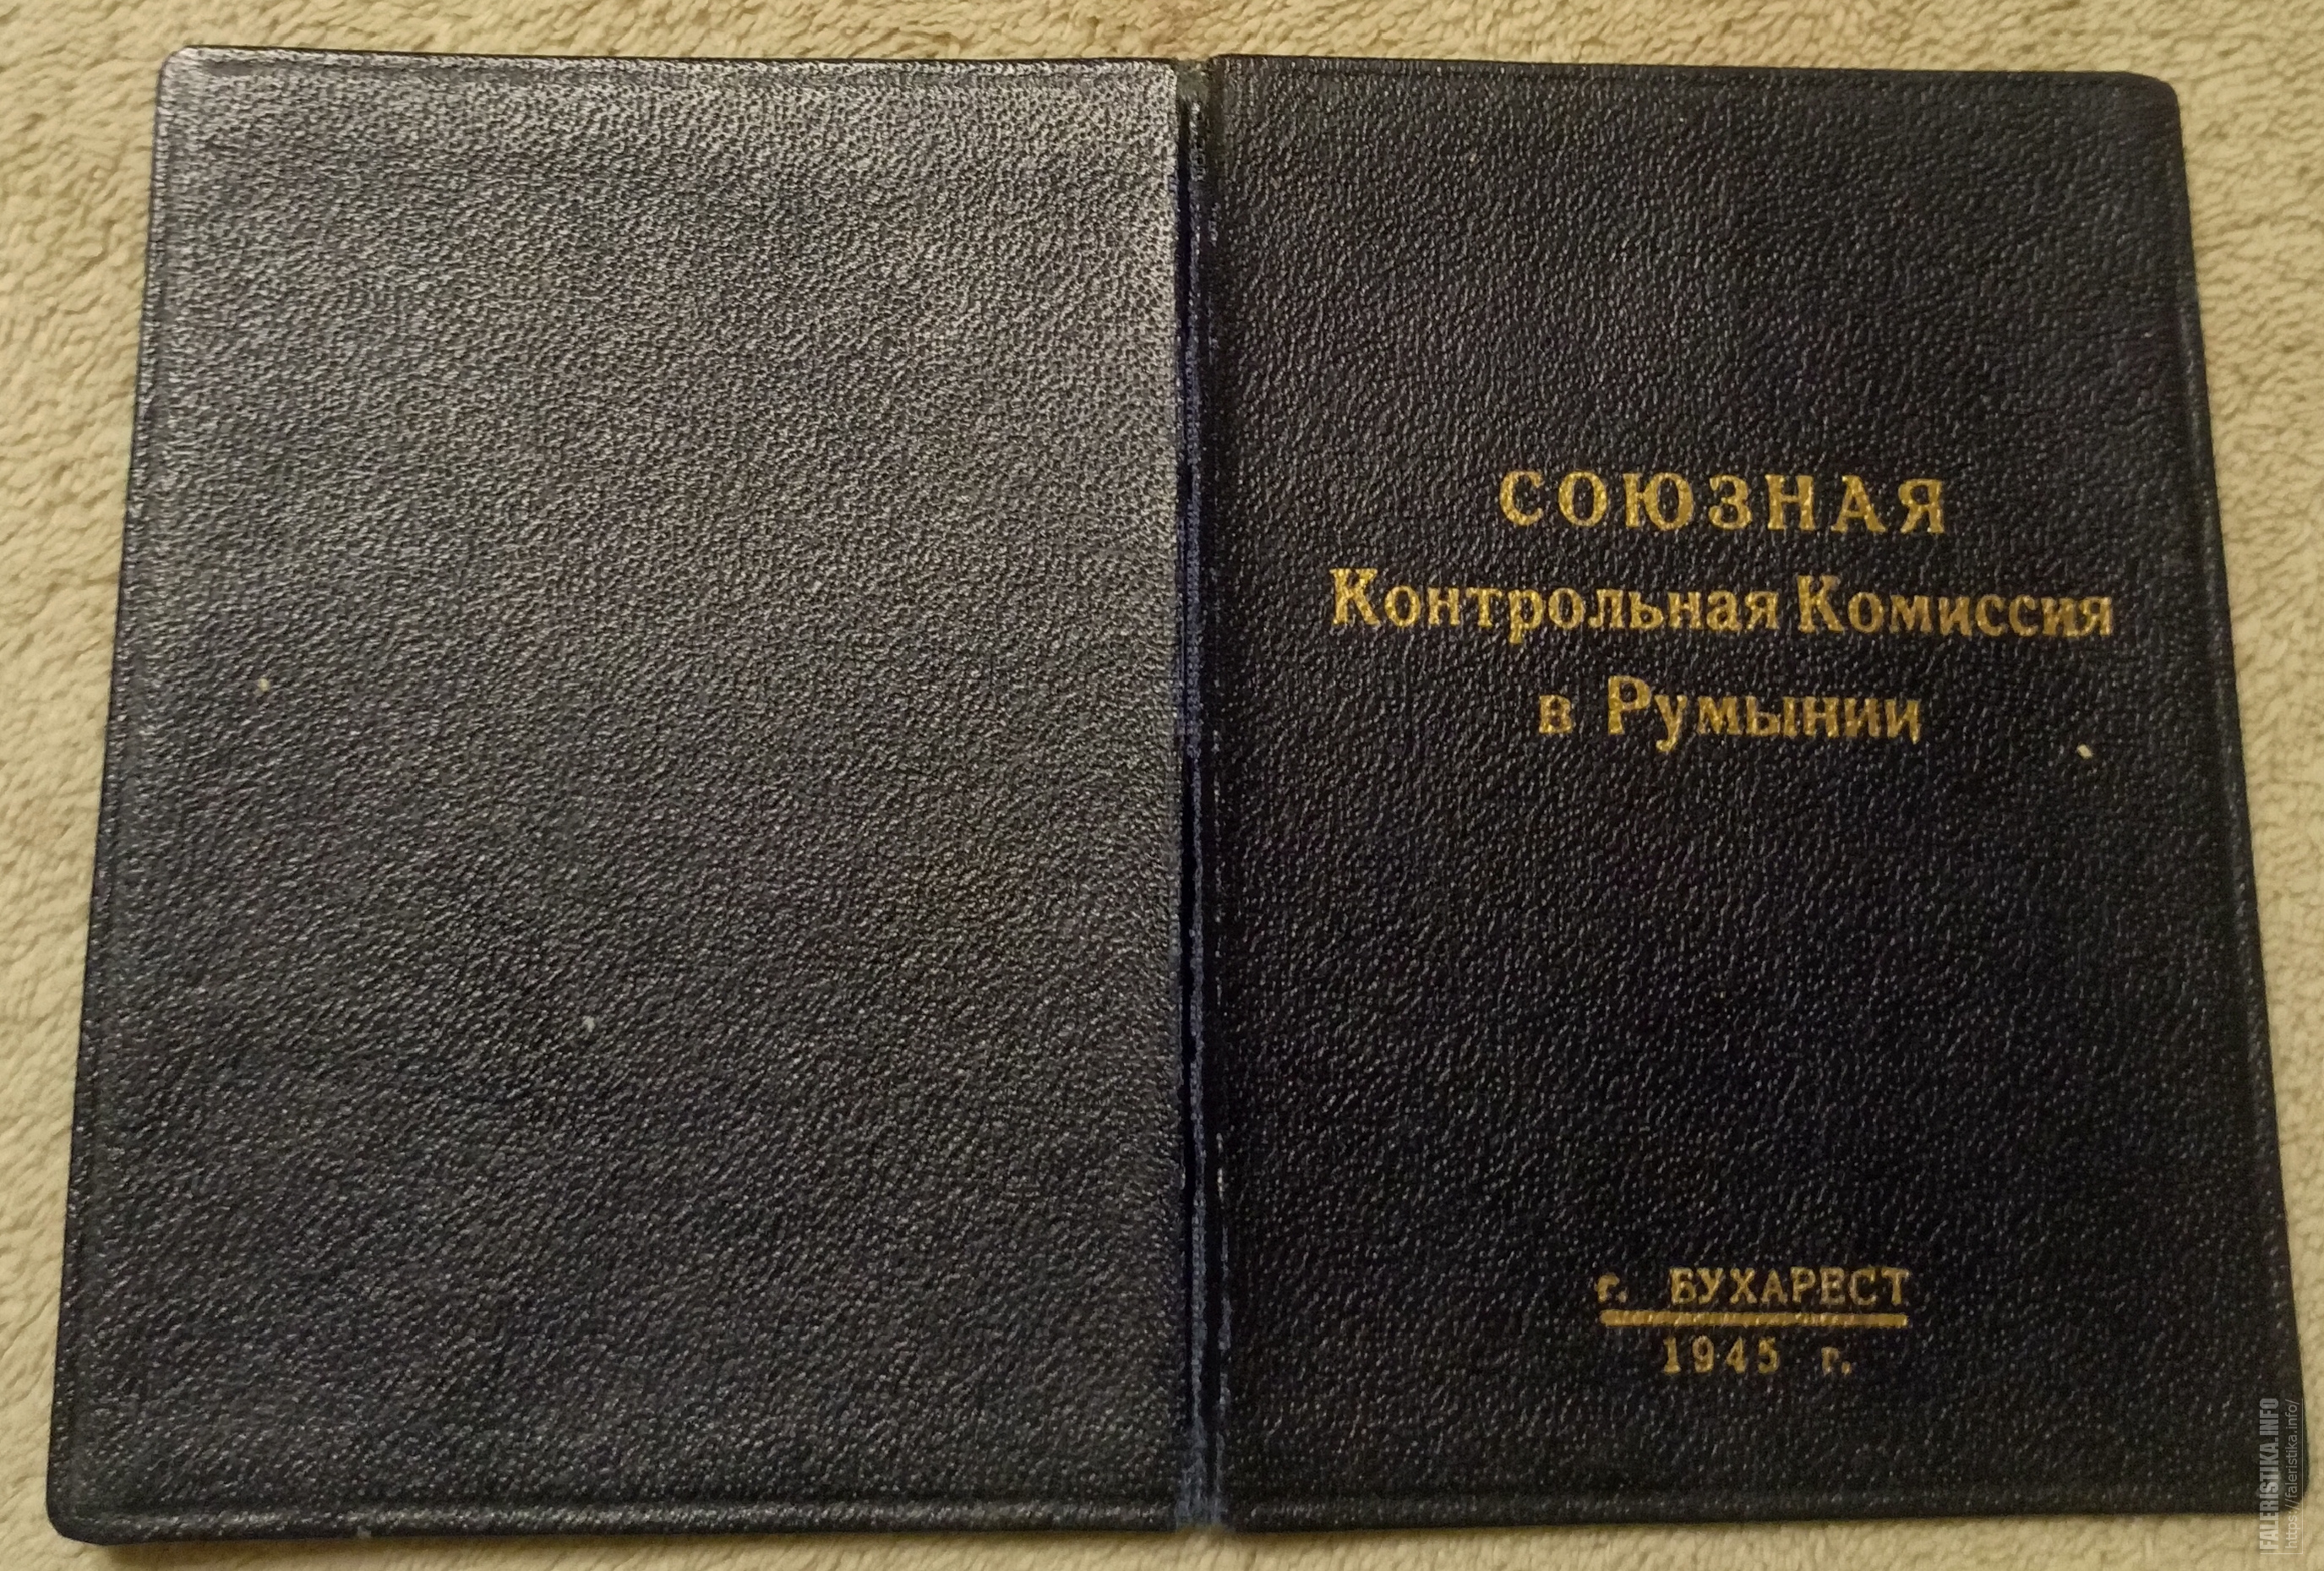 СОЮЗНАЯ
Контрольная Комиссия
в Румынии
г. БУХАРЕСТ
1945 г.
FALERISTIKA.INFO
https://faleristika.info/